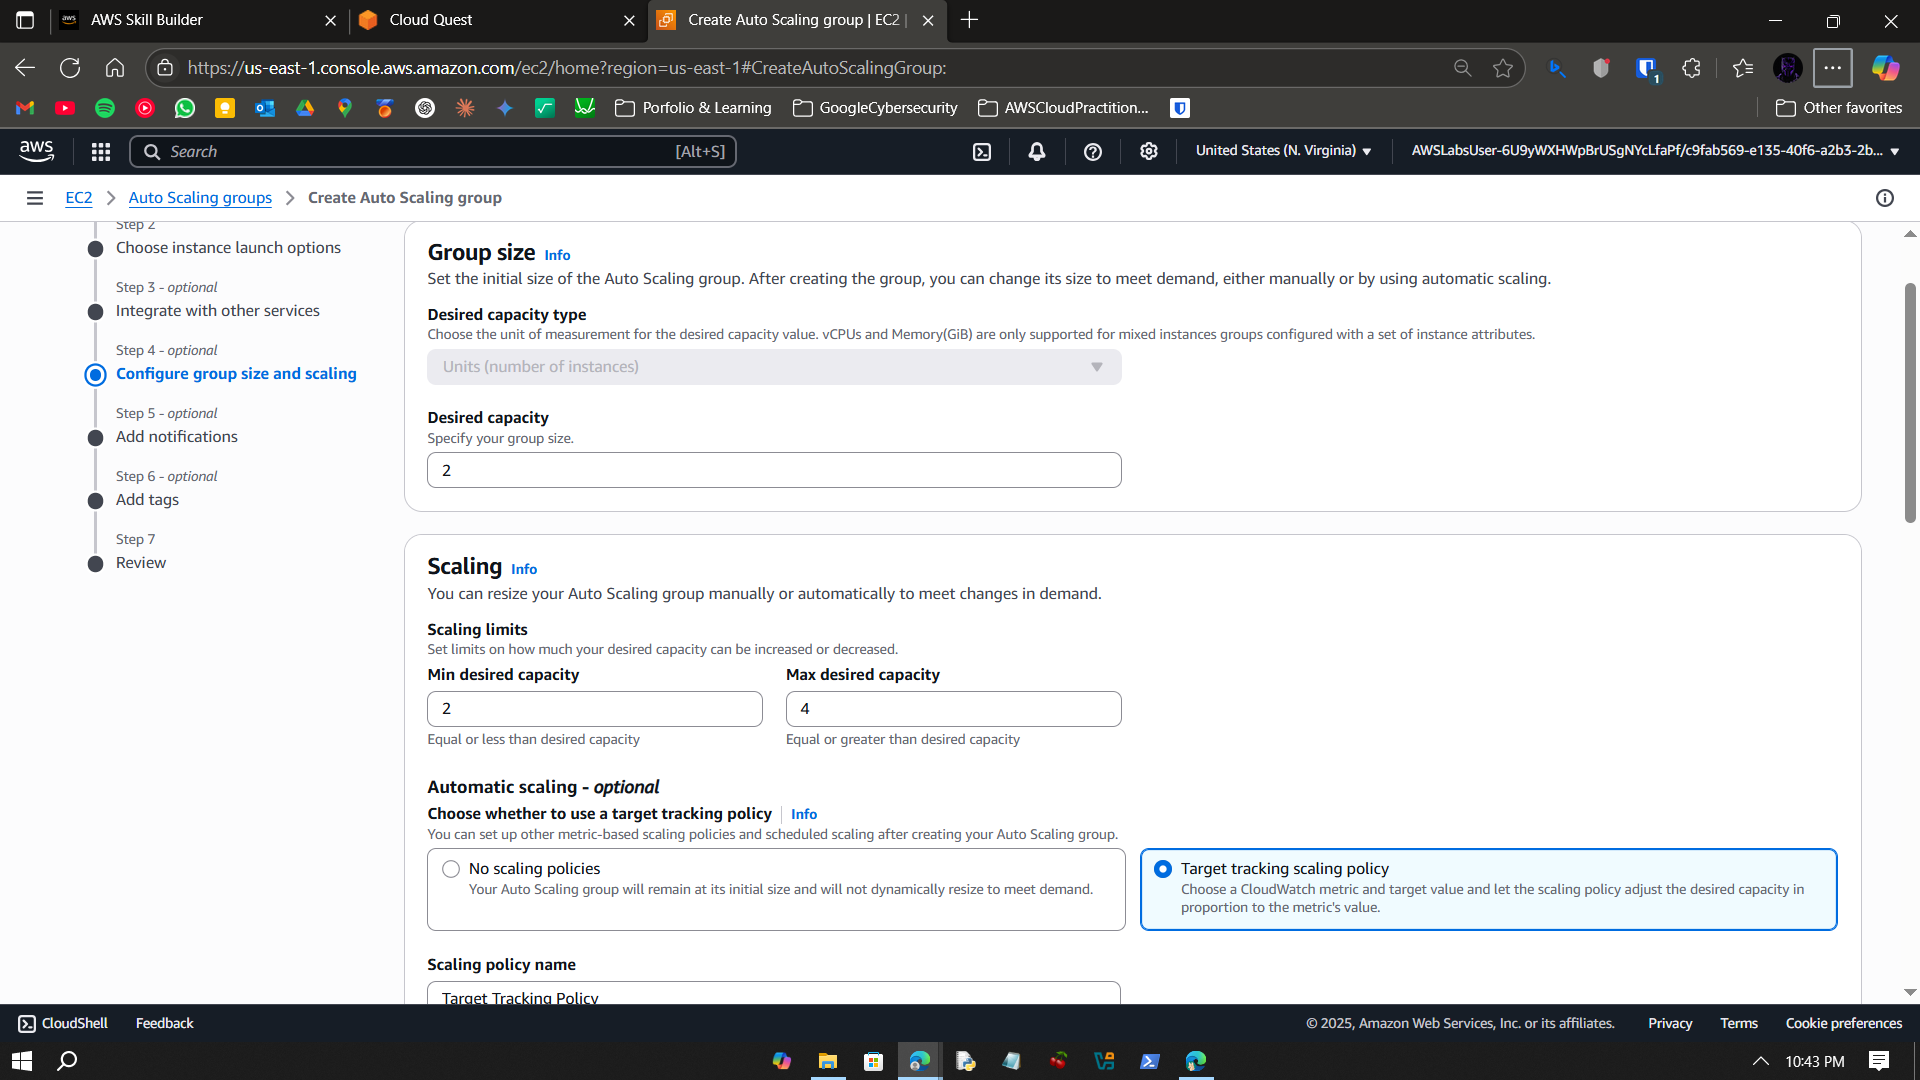 AWS Skill Builder
Cloud Quest
Create Auto Scaling group | EC2 |
https://us-east-1.console.aws.amazon.com/ec2/home?region=us-east-1#CreateAutoScalingGroup:
1
Porfolio & Learning
GoogleCybersecurity
AWSCloudPractition...
Other favorites
aws
Search
[Alt+S]
United States (N. Virginia)
AWSLabsUser-6U9yWXHWpBrUSgNYcLfaPf/c9fab569-e135-40f6-a2b3-2b...
EC2
Auto Scaling groups
Create Auto Scaling group
Step 2
Choose instance launch options
Step 3 - optional
Integrate with other services
Step 4 - optional
Configure group size and scaling
Step 5 - optional
Add notifications
Step 6 - optional
Add tags
Step 7
Review
Group size Info
Set the initial size of the Auto Scaling group. After creating the group, you can change its size to meet demand, either manually or by using automatic scaling.
Desired capacity type
Choose the unit of measurement for the desired capacity value. vCPUs and Memory(GiB) are only supported for mixed instances groups configured with a set of instance attributes.
Units (number of instances)
Desired capacity
Specify your group size.
2
Scaling Info
You can resize your Auto Scaling group manually or automatically to meet changes in demand.
Scaling limits
Set limits on how much your desired capacity can be increased or decreased.
Min desired capacity
Max desired capacity
2
4
Equal or less than desired capacity
Equal or greater than desired capacity
Automatic scaling - optional
Choose whether to use a target tracking policy Info
You can set up other metric-based scaling policies and scheduled scaling after creating your Auto Scaling group.
No scaling policies
Your Auto Scaling group will remain at its initial size and will not dynamically resize to meet demand.
Target tracking scaling policy
Choose a CloudWatch metric and target value and let the scaling policy adjust the desired capacity in
proportion to the metric's value.
Scaling policy name
Target Tracking Policy
CloudShell
Feedback
© 2025, Amazon Web Services, Inc. or its affiliates.
Privacy
Terms
Cookie preferences
10:43 PM